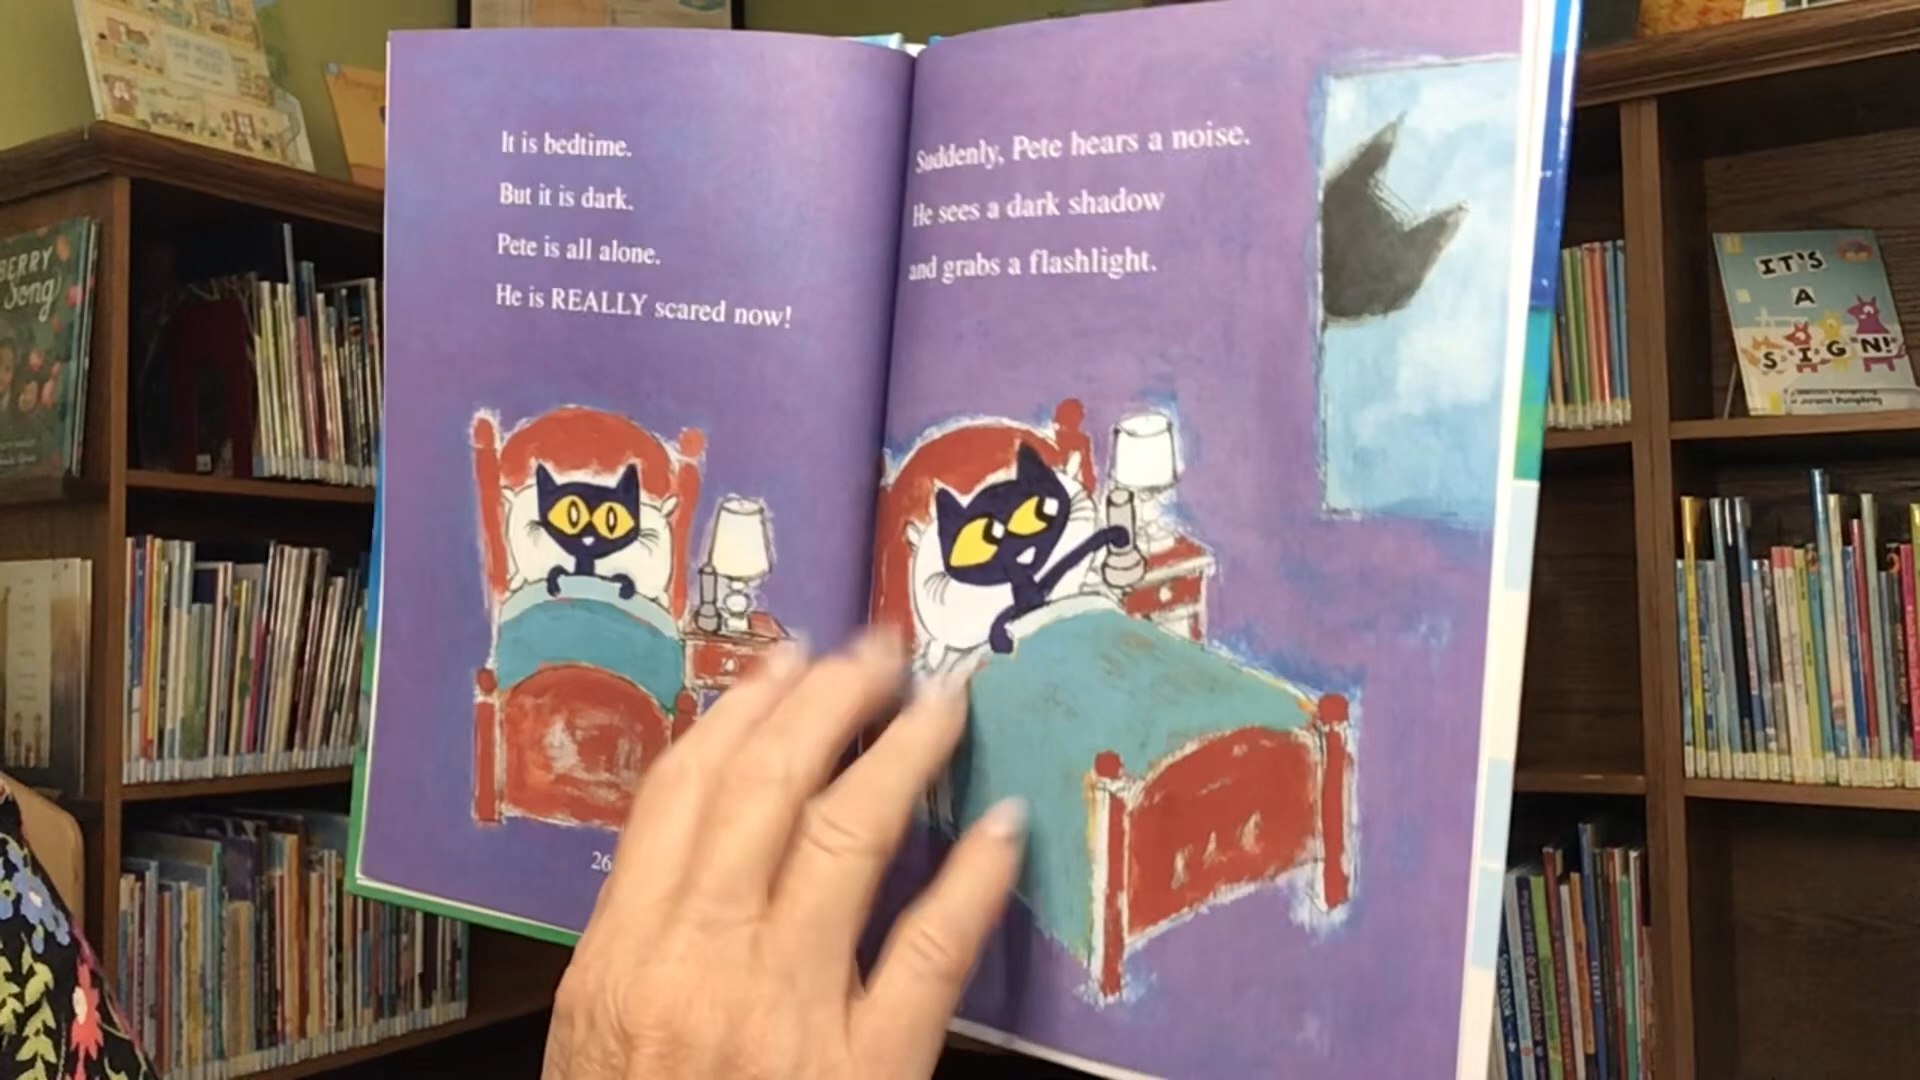 It is bedtime.
But it is dark.
Pete is all alone.
He is REALLY scared now!
26
Suddenly, Pete hears a noise.
He sees a dark shadow
and grabs a flashlight.
BERRY
Song
IT'S
A
SIGN!